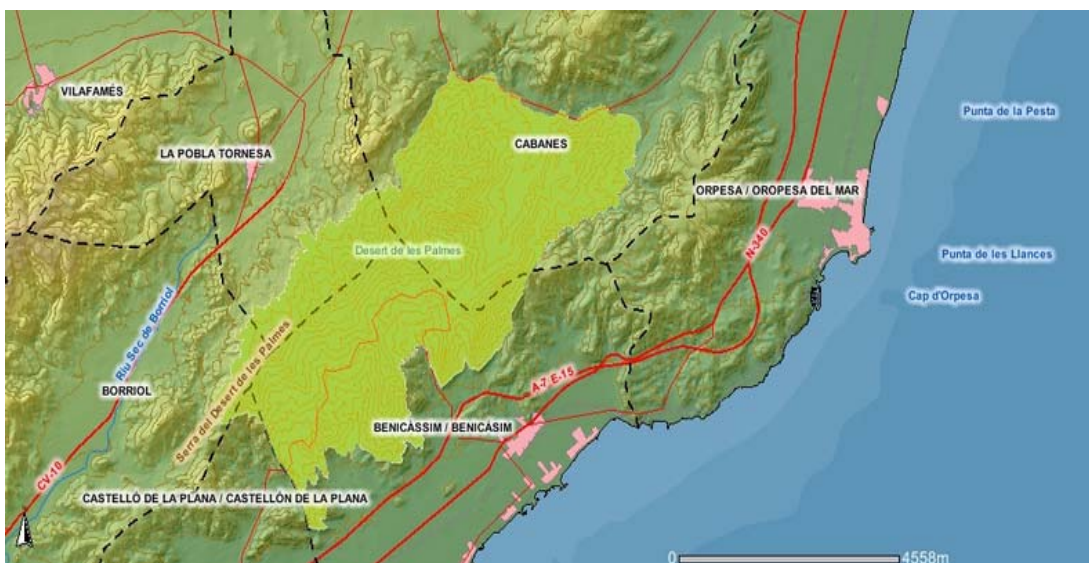 VILAFAMÉS
CABANES
Punta de la Pesta
LA POBLA TORNESA
ORPESA / OROPESA DEL MAR
Desert de les Palmes
N-340
Punta de les Llances
Cap d'Orpesa
Riu Sec de Borriol
Serra del Desert de les Palmes
BORRIOL
A-7 E-15
BENICÀSSIM / BENICÁSIM
CV-10
CASTELLÓ DE LA PLANA / CASTELLÓN DE LA PLANA
0
4558m